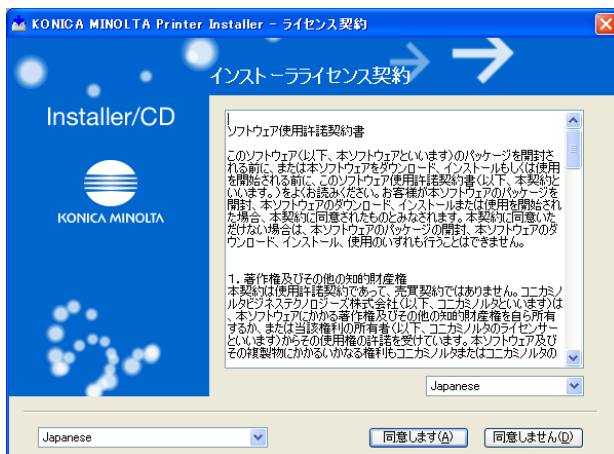 KONICA MINOLTA Printer Installer - ライセンス契約
インストーラライセンス契約
Installer/CD
KONICA MINOLTA
ソフトウェア使用許諾契約書
このソフトウェア(以下、本ソフトウェアといいます)のパッケージを開封さ
れる前に、または本ソフトウェアをダウンロード、インストールもしくは使用
を開始される前に、このソフトウェア使用許諾契約書(以下、本契約と
いいます。)をよくお読みください。お客様が本ソフトウェアのパッケージを
開封、本ソフトウェアのダウンロード、インストールまたは使用を開始され
た場合、本契約に同意されたものとみなされます。本契約に同意いた
だけない場合は、本ソフトウェアのパッケージの開封、本ソフトウェアのダ
ウンロード、インストール、使用のいずれも行うことはできません。
1. 著作権及びその他の知的財産権
本契約は使用許諾契約であって、売買契約ではありません。コニカミノ
ルタビジネステクノロジーズ株式会社(以下、コニカミノルタといいます)は
、本ソフトウェアにかかる著作権及びその他の知的財産権を自ら所有
するか、または当該権利の所有者(以下、コニカミノルタのライセンサー
といいます)からその使用権の許諾を受けています。本ソフトウェア及び
その複製物にかかるいかなる権利もコニカミノルタまたはコニカミノルタの
Japanese
Japanese
同意します(A)
同意しません(D)